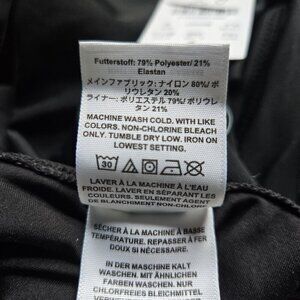 Futterstoff: 79% Polyester/ 21%
Elastan
メインファブリック: ナイロン 80%/ ポ
リウレタン 20%
ライナー: ポリエステル 79%/ ポリウレ
タン 21%
MACHINE WASH COLD. WITH LIKE
COLORS. NON-CHLORINE BLEACH
ONLY. TUMBLE DRY LOW. IRON ON
LOWEST SETTING.
30
LAVER À LA MACHINE À L'EAU
FROIDE. LAVER EN SÉPARANT LES
COULEURS. SEULEMENT AGENT
DE BLANCHIMENT SANS CHLORE.
SÉCHER À LA MACHINE À BASSE
TEMPÉRATURE. REPASSER À FER
DOUX SI NÉCESSAIRE.
IN DER MASCHINE KALT
WASCHEN. MIT ÄHNLICHEN
FARBEN WASCHEN. NUR
CHLORFREIES BLEICHMITTEL